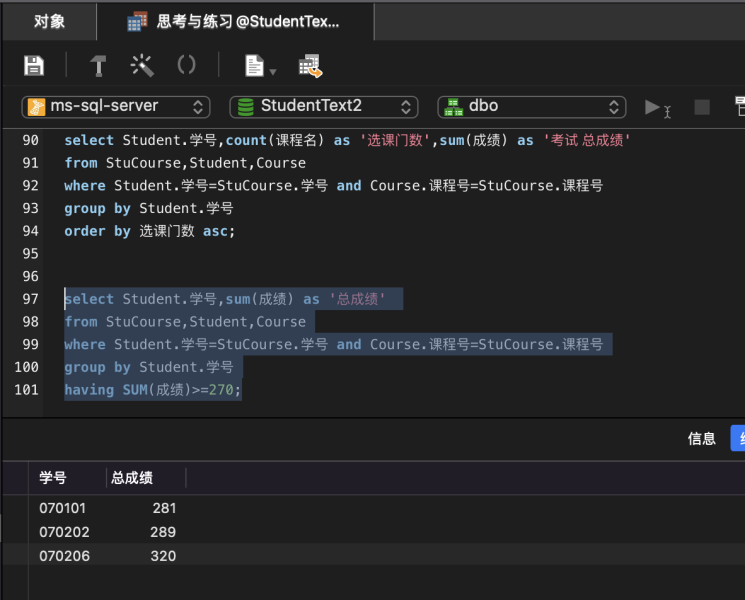 对象 思考与练习@StudentTex...
ms-sql-server StudentText2 dbo
90 select Student.学号,count(课程名) as '选课门数',sum(成绩) as '考试总成绩'
91 from StuCourse,Student,Course
92 where Student.学号=StuCourse.学号 and Course.课程号=StuCourse.课程号
93 group by Student.学号
94 order by 选课门数 asc;
95
96
97 select Student.学号,sum(成绩) as '总成绩'
98 from StuCourse,Student,Course
99 where Student.学号=StuCourse.学号 and Course.课程号=StuCourse.课程号
100 group by Student.学号
101 having SUM(成绩)>=270;
信息
学号 总成绩
070101 281
070202 289
070206 320